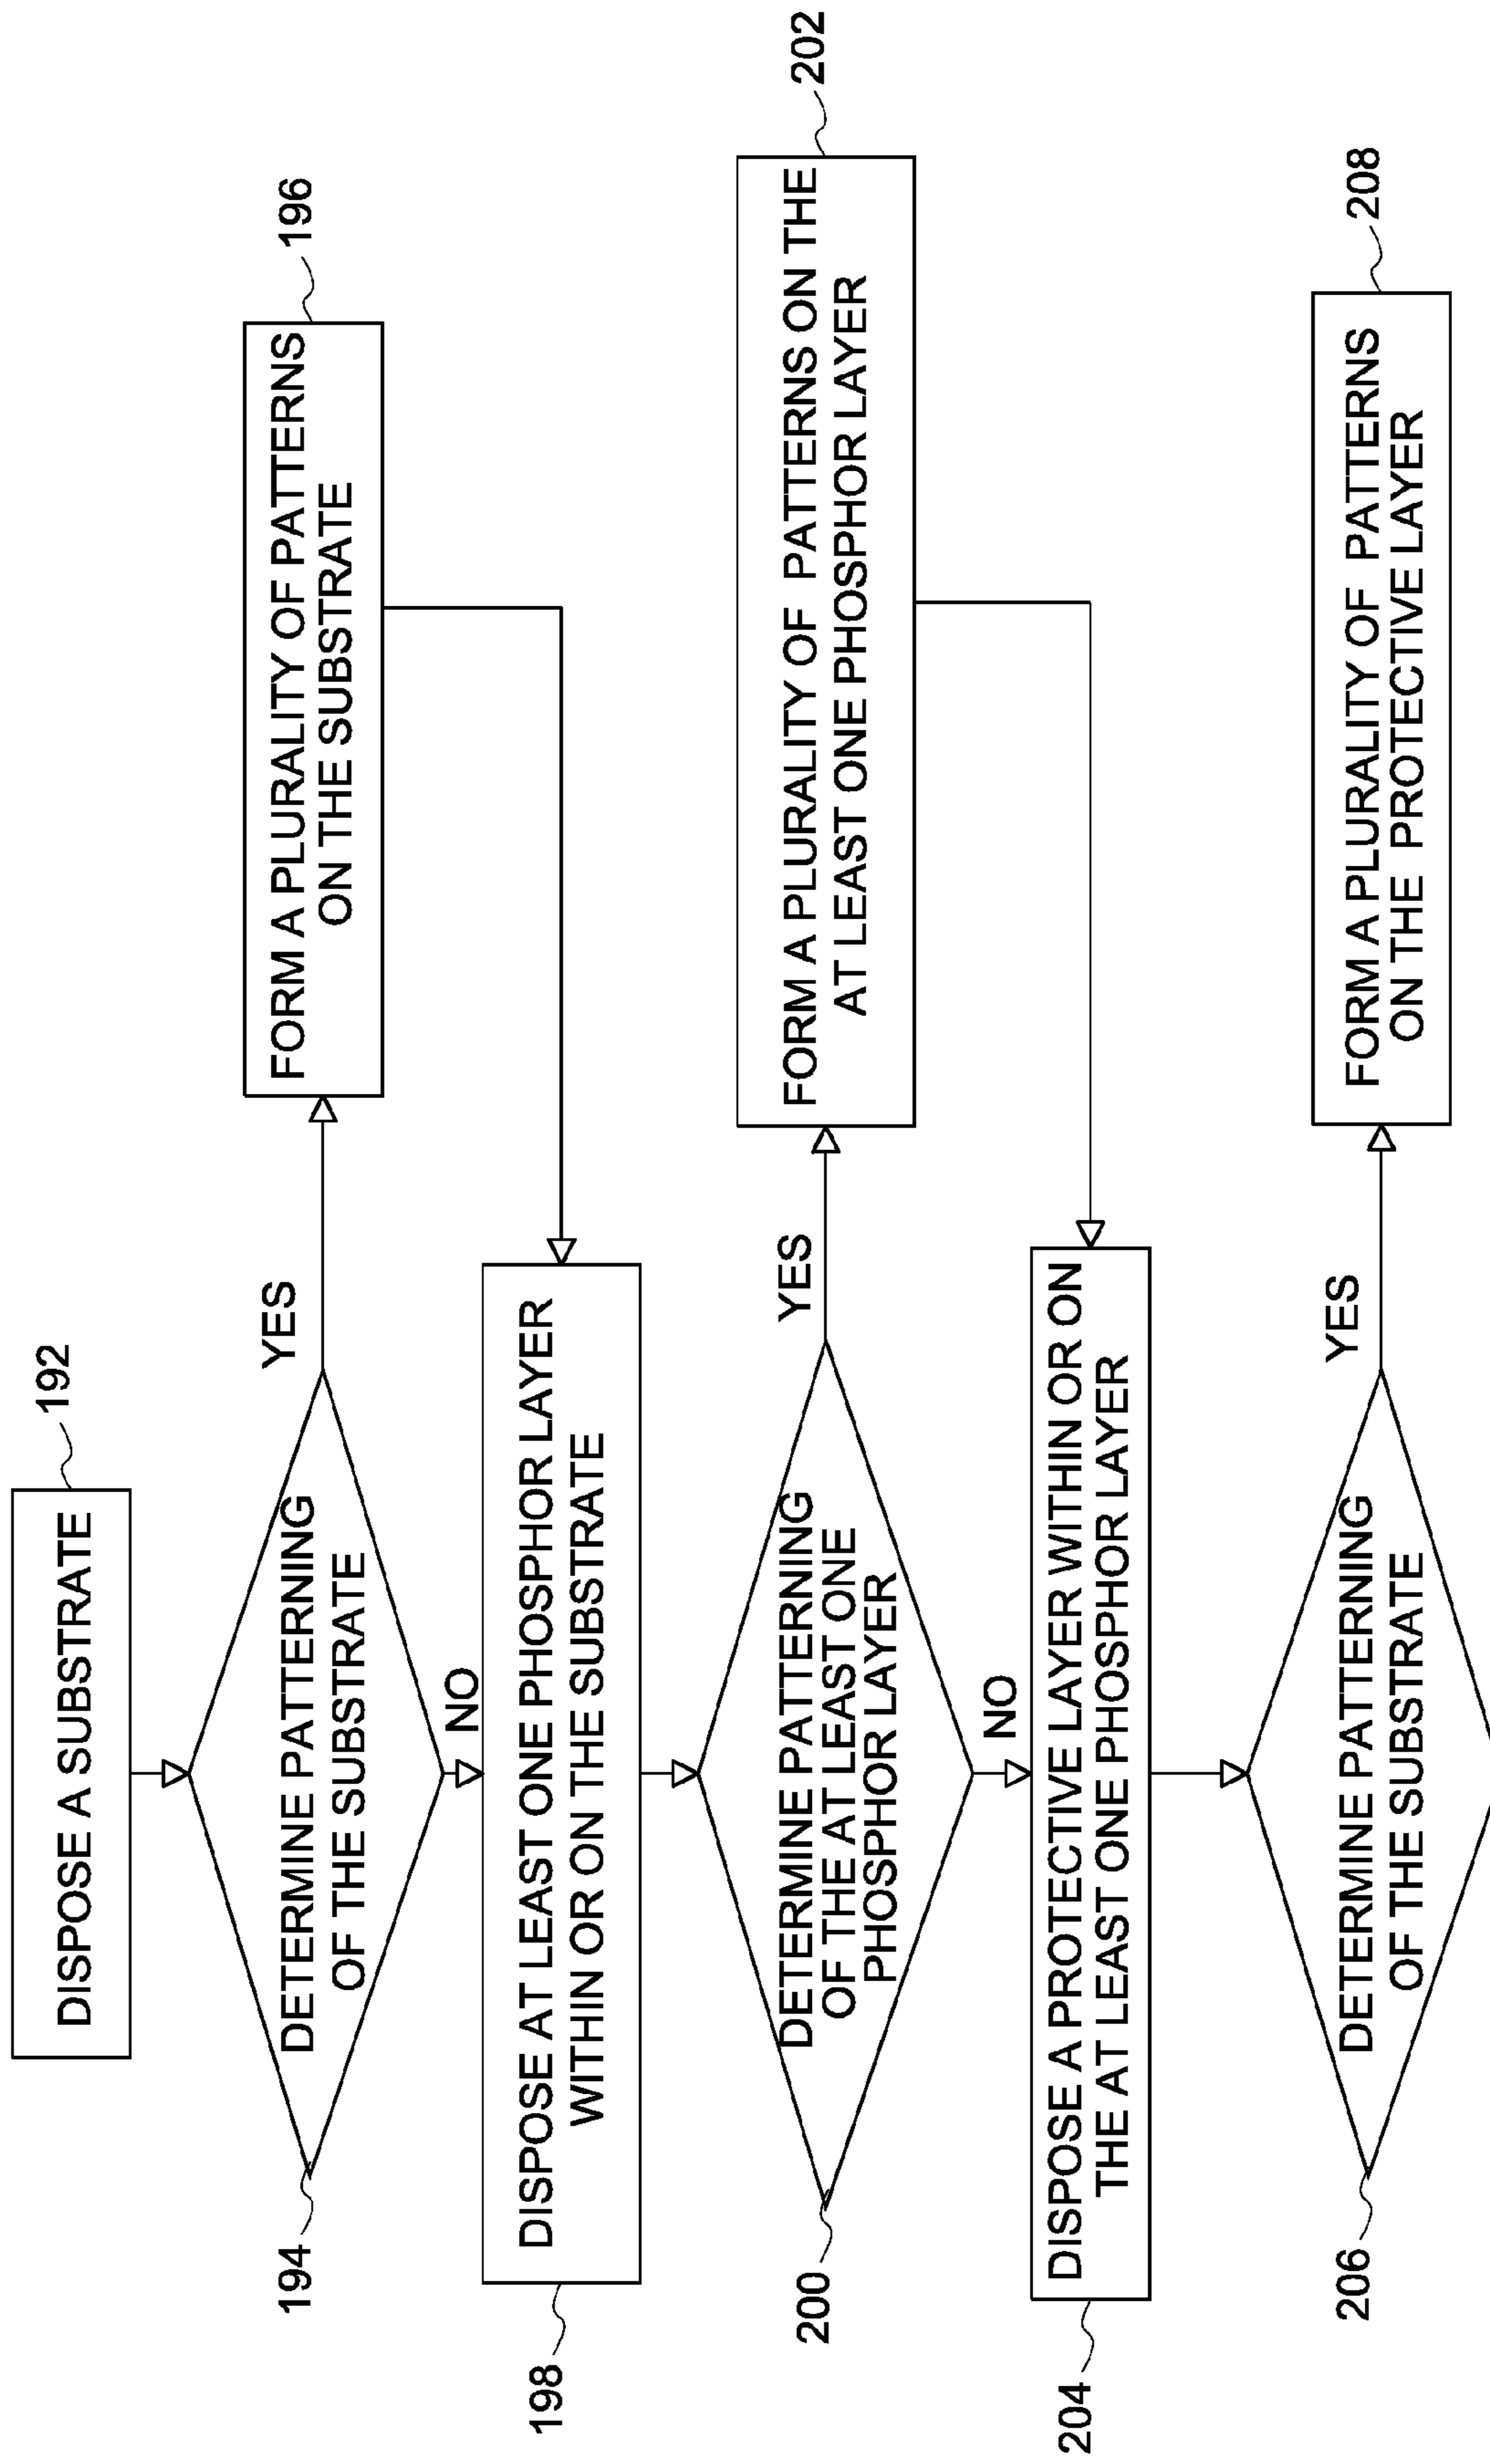 DISPOSE A SUBSTRATE
192
194
DETERMINE PATTERNING
OF THE SUBSTRATE
YES
FORM A PLURALITY OF PATTERNS
ON THE SUBSTRATE
196
NO
198
DISPOSE AT LEAST ONE PHOSPHOR LAYER
WITHIN OR ON THE SUBSTRATE
200
DETERMINE PATTERNING
OF THE AT LEAST ONE
PHOSPHOR LAYER
YES
FORM A PLURALITY OF PATTERNS ON THE
AT LEAST ONE PHOSPHOR LAYER
202
NO
204
DISPOSE A PROTECTIVE LAYER WITHIN OR ON
THE AT LEAST ONE PHOSPHOR LAYER
206
DETERMINE PATTERNING
OF THE SUBSTRATE
YES
FORM A PLURALITY OF PATTERNS
ON THE PROTECTIVE LAYER
208